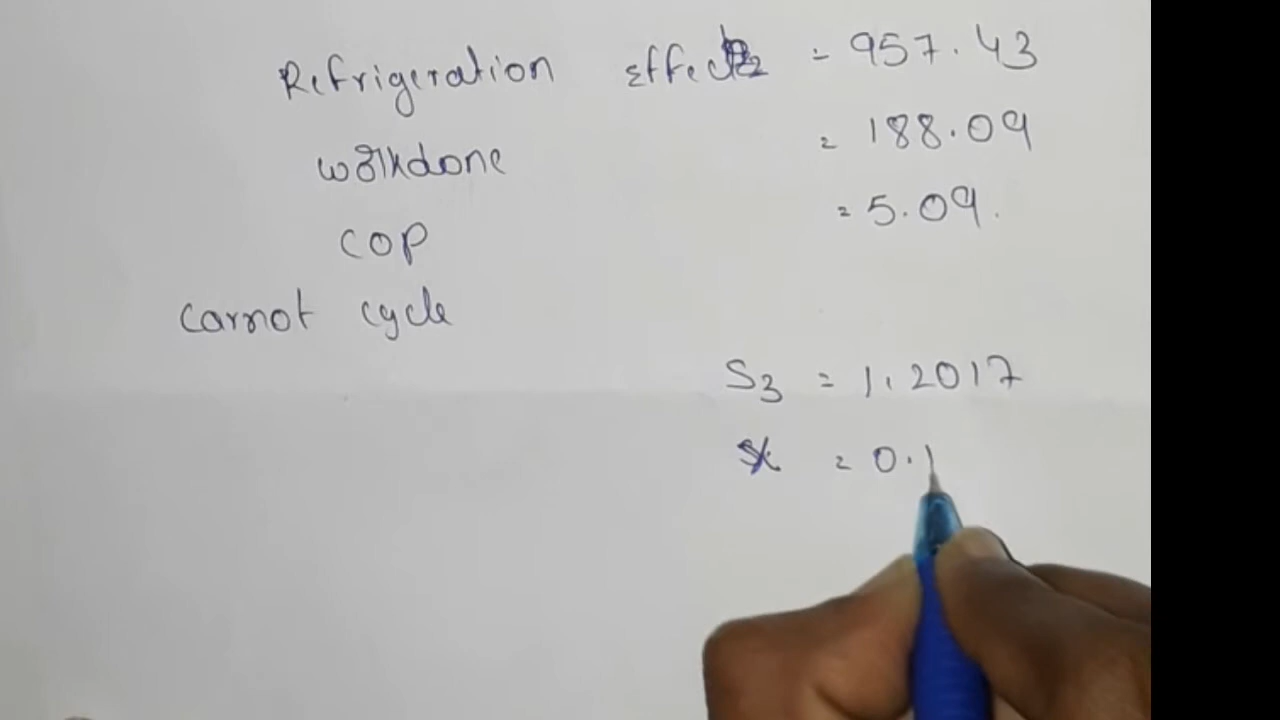 Refrigeration effect = 957.43
workdone = 188.09
COP = 5.09.
carnot cycle
S3 = 1.2017
x = 0.1